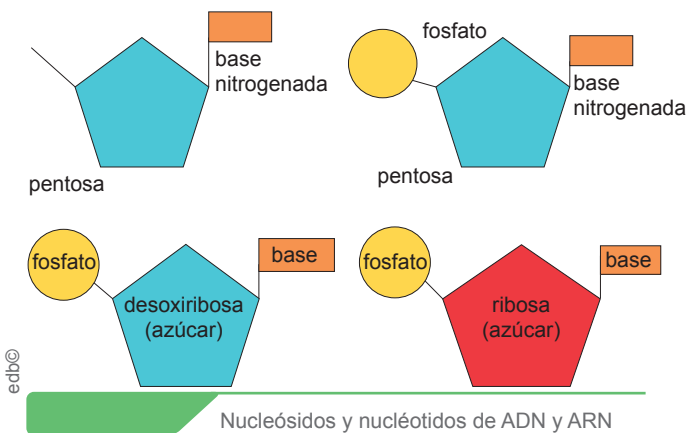 base
nitrogenada
pentosa
fosfato
base
nitrogenada
pentosa
fosfato
base
desoxiribosa
(azúcar)
fosfato
base
ribosa
(azúcar)
edb©
Nucleósidos y nucléotidos de ADN y ARN